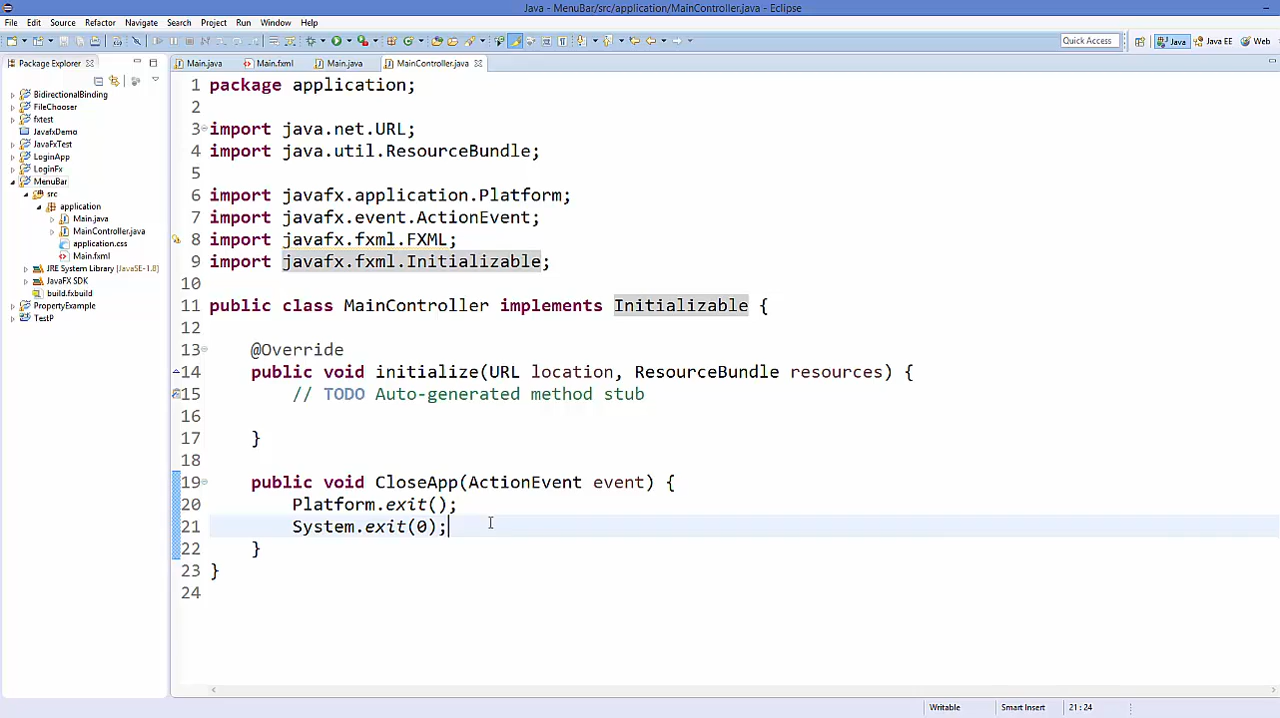 Java - MenuBar/src/application/MainController.java - Eclipse
File Edit Source Refactor Navigate Search Project Run Window Help
Quick Access Java Java EE Web
Package Explorer
Main.java Main.fxml Main.java MainController.java
BidirectionalBinding
FileChooser
fxtest
JavafxDemo
JavaFxTest
LoginApp
LoginFx
MenuBar
src
application
Main.java
MainController.java
application.css
Main.fxml
JRE System Library [JavaSE-1.8]
JavaFX SDK
build.fxbuild
PropertyExample
TestP
1 package application;
2
3 import java.net.URL;
4 import java.util.ResourceBundle;
5
6 import javafx.application.Platform;
7 import javafx.event.ActionEvent;
8 import javafx.fxml.FXML;
9 import javafx.fxml.Initializable;
10
11 public class MainController implements Initializable {
12
13 @Override
14 public void initialize(URL location, ResourceBundle resources) {
15 // TODO Auto-generated method stub
16
17 }
18
19 public void CloseApp(ActionEvent event) {
20 Platform.exit();
21 System.exit(0);
22 }
23 }
24
Writable Smart Insert 21:24